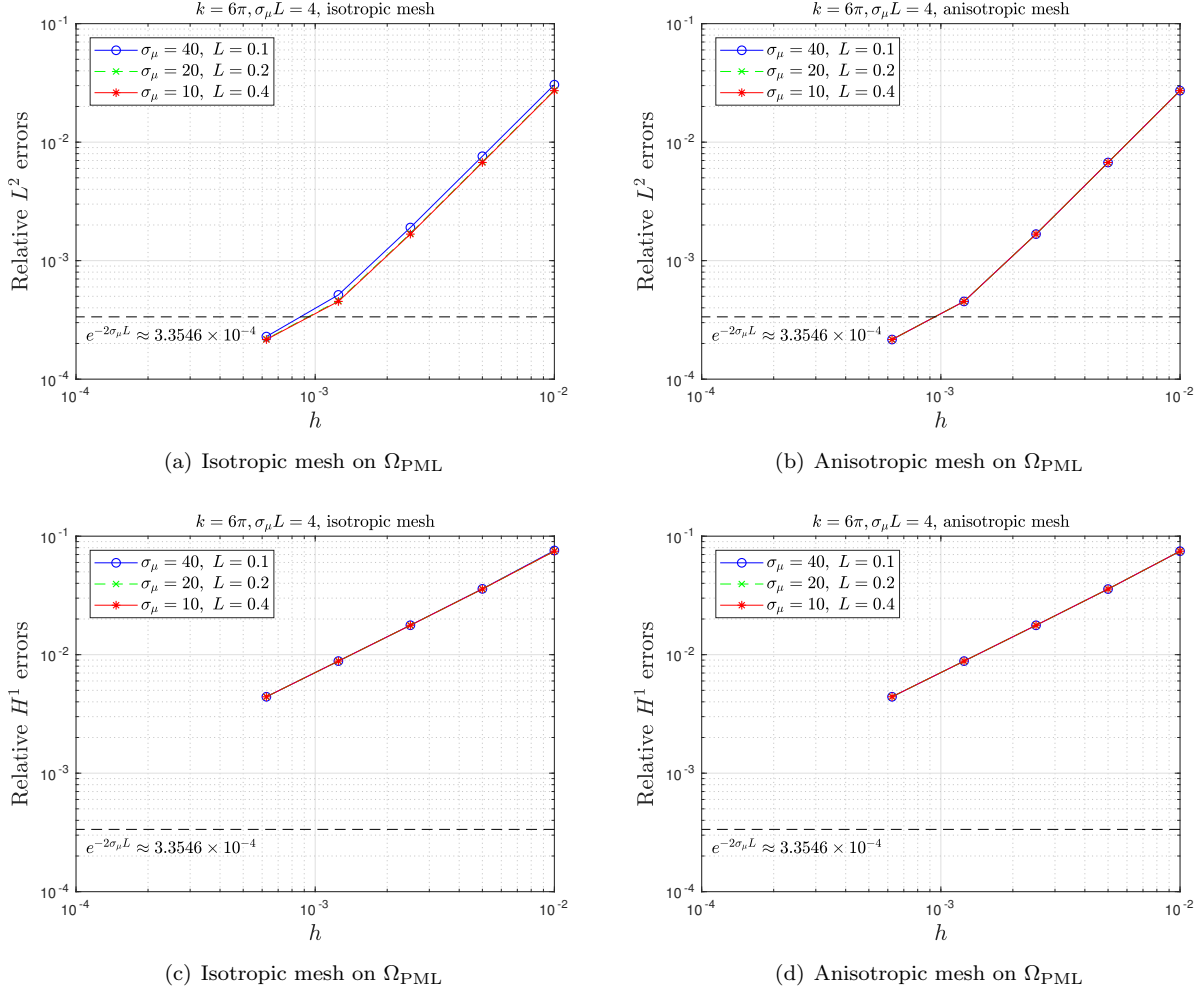 k = 6π, σ_μL = 4, isotropic mesh
σ_μ = 40, L = 0.1
σ_μ = 20, L = 0.2
σ_μ = 10, L = 0.4
10^-1
10^-2
10^-3
10^-4
Relative L^2 errors
e^{-2σ_μL} ≈ 3.3546 × 10^{-4}
10^-4
10^-3
10^-2
h
(a) Isotropic mesh on Ω_PML
k = 6π, σ_μL = 4, anisotropic mesh
σ_μ = 40, L = 0.1
σ_μ = 20, L = 0.2
σ_μ = 10, L = 0.4
10^-1
10^-2
10^-3
10^-4
Relative L^2 errors
e^{-2σ_μL} ≈ 3.3546 × 10^{-4}
10^-4
10^-3
10^-2
h
(b) Anisotropic mesh on Ω_PML
k = 6π, σ_μL = 4, isotropic mesh
σ_μ = 40, L = 0.1
σ_μ = 20, L = 0.2
σ_μ = 10, L = 0.4
10^-1
10^-2
10^-3
10^-4
Relative H^1 errors
e^{-2σ_μL} ≈ 3.3546 × 10^{-4}
10^-4
10^-3
10^-2
h
(c) Isotropic mesh on Ω_PML
k = 6π, σ_μL = 4, anisotropic mesh
σ_μ = 40, L = 0.1
σ_μ = 20, L = 0.2
σ_μ = 10, L = 0.4
10^-1
10^-2
10^-3
10^-4
Relative H^1 errors
e^{-2σ_μL} ≈ 3.3546 × 10^{-4}
10^-4
10^-3
10^-2
h
(d) Anisotropic mesh on Ω_PML